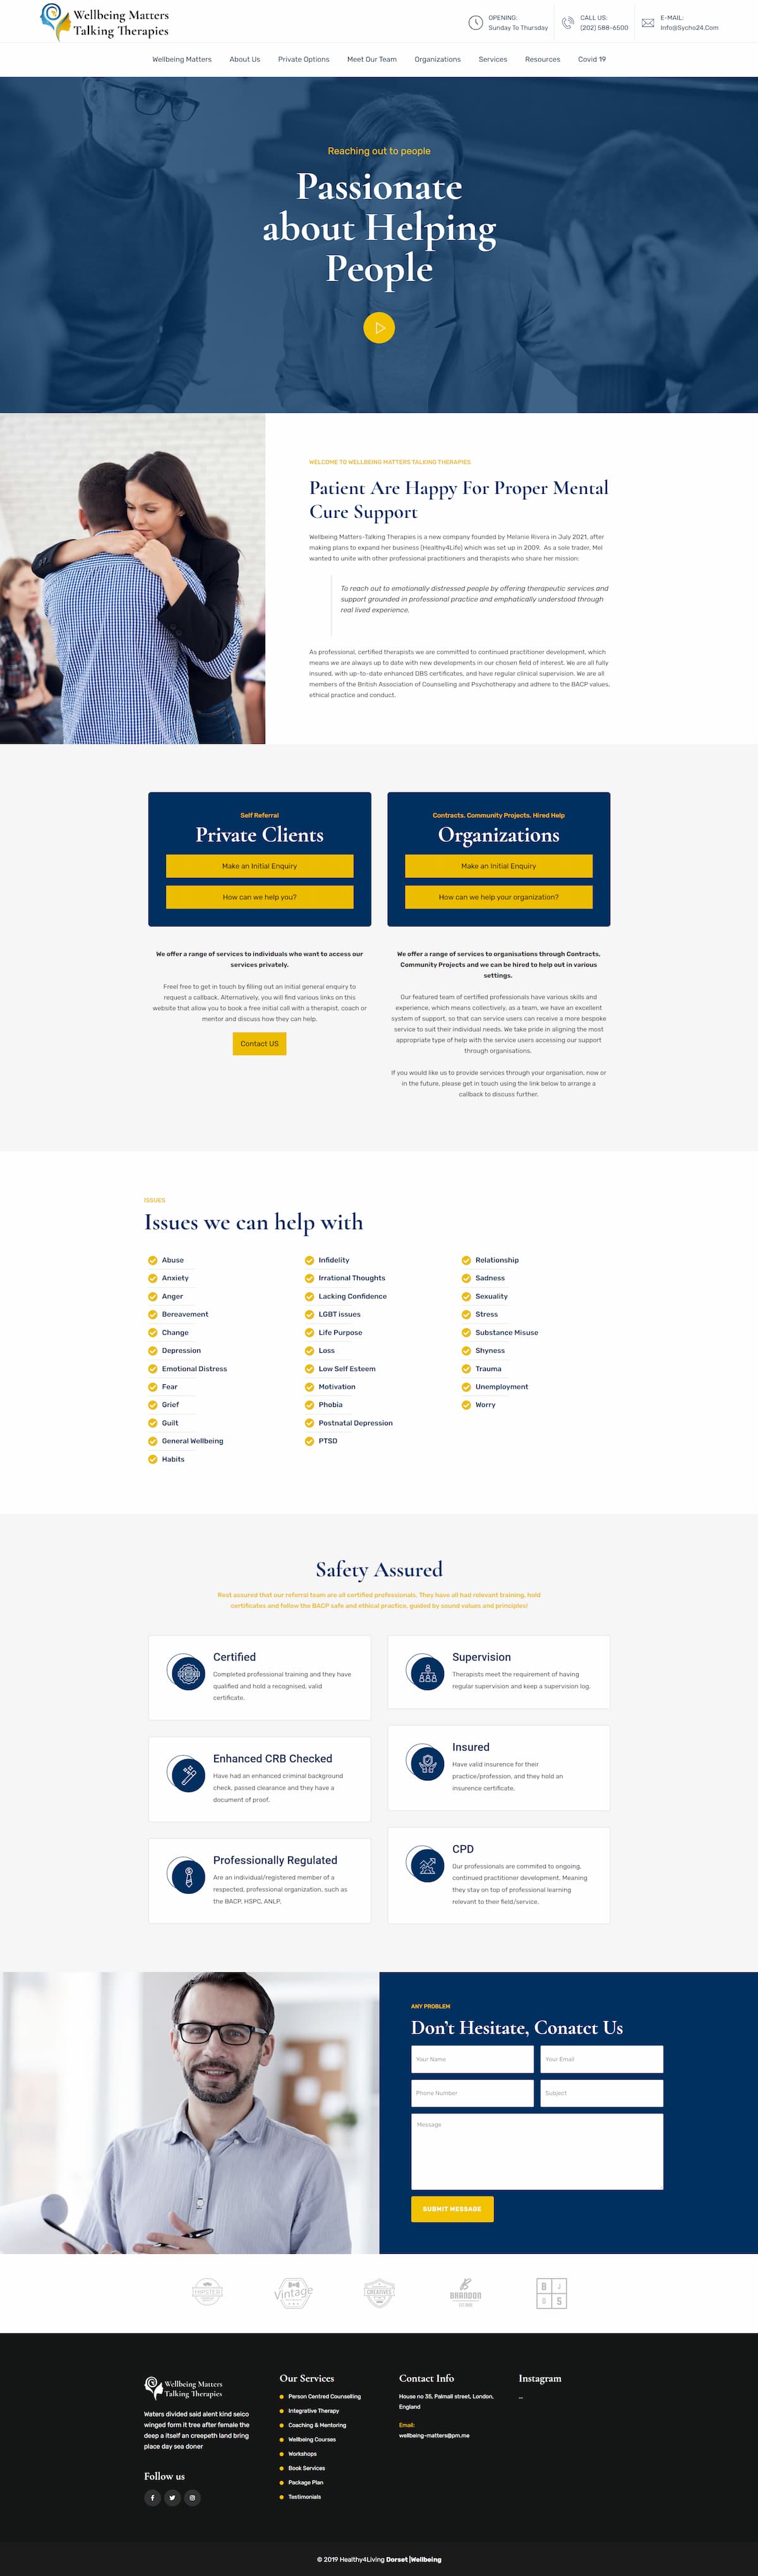 Wellbeing Matters
Talking Therapies
OPENING:
Sunday To Thursday
CALL US:
(202) 588-6500
E-MAIL:
Info@Sycho24.Com
Wellbeing Matters About Us Private Options Meet Our Team Organizations Services Resources Covid 19
Reaching out to people
Passionate
about Helping
People
WELCOME TO WELLBEING MATTERS TALKING THERAPIES
Patient Are Happy For Proper Mental
Cure Support
Wellbeing Matters-Talking Therapies is a new company founded by Melanie Rivera in July 2021, after
making plans to expand her business (Healthy4Life) which was set up in 2009. As a sole trader, Mel
wanted to unite with other professional practitioners and therapists who share her mission:
To reach out to emotionally distressed people by offering therapeutic services and
support grounded in professional practice and emphatically understood through
real lived experience.
As professional, certified therapists we are committed to continued practitioner development, which
means we are always up to date with new developments in our chosen field of interest. We are all fully
insured, with up-to-date enhanced DBS certificates, and have regular clinical supervision. We are all
members of the British Association of Counselling and Psychotherapy and adhere to the BACP values,
ethical practice and conduct.
Self Referral
Private Clients
Make an Initial Enquiry
How can we help you?
We offer a range of services to individuals who want to access our
services privately.
Freel free to get in touch by filling out an initial general enquiry to
request a callback. Alternatively, you will find various links on this
website that allow you to book a free initial call with a therapist, coach or
mentor and discuss how they can help.
Contact US
Contracts. Community Projects. Hired Help
Organizations
Make an Initial Enquiry
How can we help your organization?
We offer a range of services to organisations through Contracts,
Community Projects and we can be hired to help out in various
settings.
Our featured team of certified professionals have various skills and
experience, which means collectively, as a team, we have an excellent
system of support, so that can service users can receive a more bespoke
service to suit their individual needs. We take pride in aligning the most
appropriate type of help with the service users accessing our support
through organisations.
If you would like us to provide services through your organisation, now or
in the future, please get in touch using the link below to arrange a
callback to discuss further.
ISSUES
Issues we can help with
Abuse
Anxiety
Anger
Bereavement
Change
Depression
Emotional Distress
Fear
Grief
Guilt
General Wellbeing
Habits
Infidelity
Irrational Thoughts
Lacking Confidence
LGBT issues
Life Purpose
Loss
Low Self Esteem
Motivation
Phobia
Postnatal Depression
PTSD
Relationship
Sadness
Sexuality
Stress
Substance Misuse
Shyness
Trauma
Unemployment
Worry
Safety Assured
Rest assured that our referral team are all certified professionals. They have all had relevant training, hold
certificates and follow the BACP safe and ethical practice, guided by sound values and principles!
Certified
Completed professional training and they have
qualified and hold a recognised, valid
certificate.
Enhanced CRB Checked
Have had an enhanced criminal background
check, passed clearance and they have a
document of proof.
Professionally Regulated
Are an individual/registered member of a
respected, professional organization, such as
the BACP, HSPC, ANLP.
Supervision
Therapists meet the requirement of having
regular supervision and keep a supervision log.
Insured
Have valid insurence for their
practice/profession, and they hold an
insurence certificate.
CPD
Our professionals are commited to ongoing,
continued practitioner development. Meaning
they stay on top of professional learning
relevant to their field/service.
ANY PROBLEM
Don't Hesitate, Conatct Us
Your Name
Your Email
Phone Number
Subject
Message
SUBMIT MESSAGE
HIPSTER
Vintage
CREATIVES
BRANDON
B J
S
Wellbeing Matters
Talking Therapies
Waters divided said alent kind seico
winged form it tree after female the
deep a itself an creepeth land bring
place day sea doner
Follow us
Our Services
Person Centred Counselling
Integrative Therapy
Coaching & Mentoring
Wellbeing Courses
Workshops
Book Services
Package Plan
Testimonials
Contact Info
House no 35, Palmall street, London,
England
Email:
wellbeing-matters@pm.me
Instagram
...
© 2019 Healthy4Living Dorset |Wellbeing